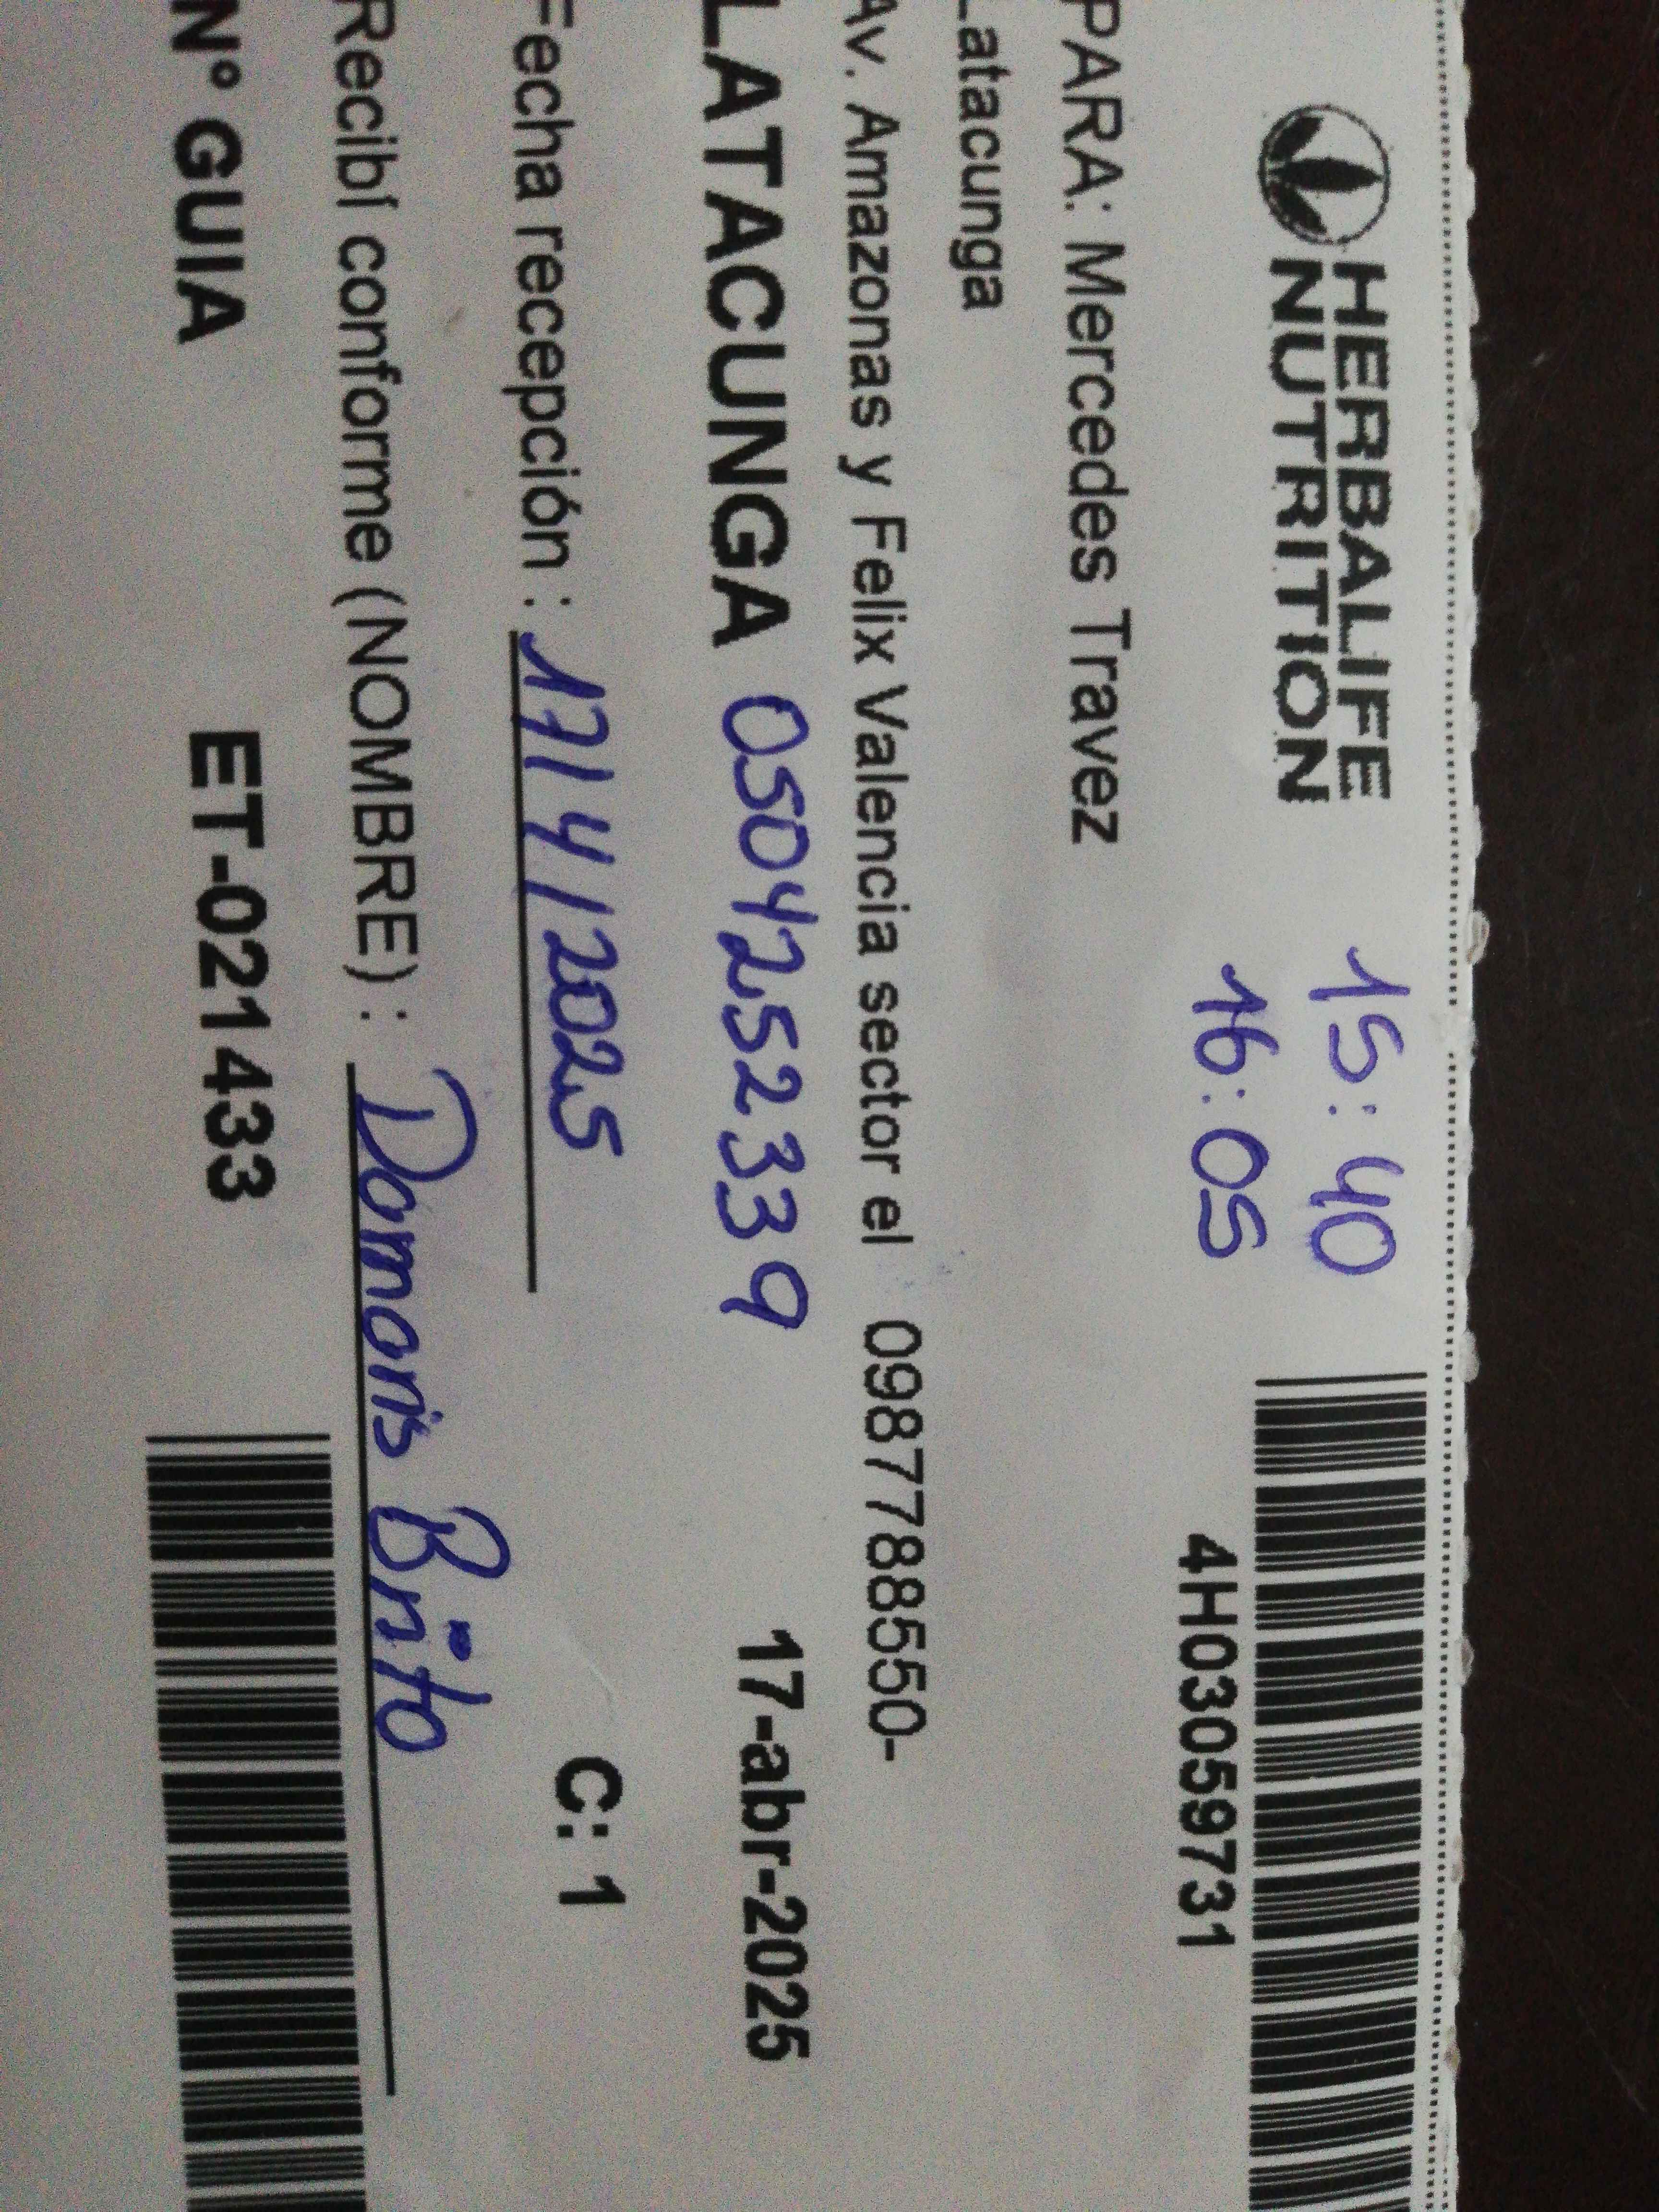 HERBALIFE
NUTRITION
15:40
16:05
4H03059731
PARA: Mercedes Travez
Latacunga
Av. Amazonas y Felix Valencia sector el 0987788550-
LATACUNGA 0504252339 17-abr-2025
Fecha recepción : 17/4/2025 C: 1
Recibí conforme (NOMBRE) : Damaris Brito
N° GUIA ET-021433